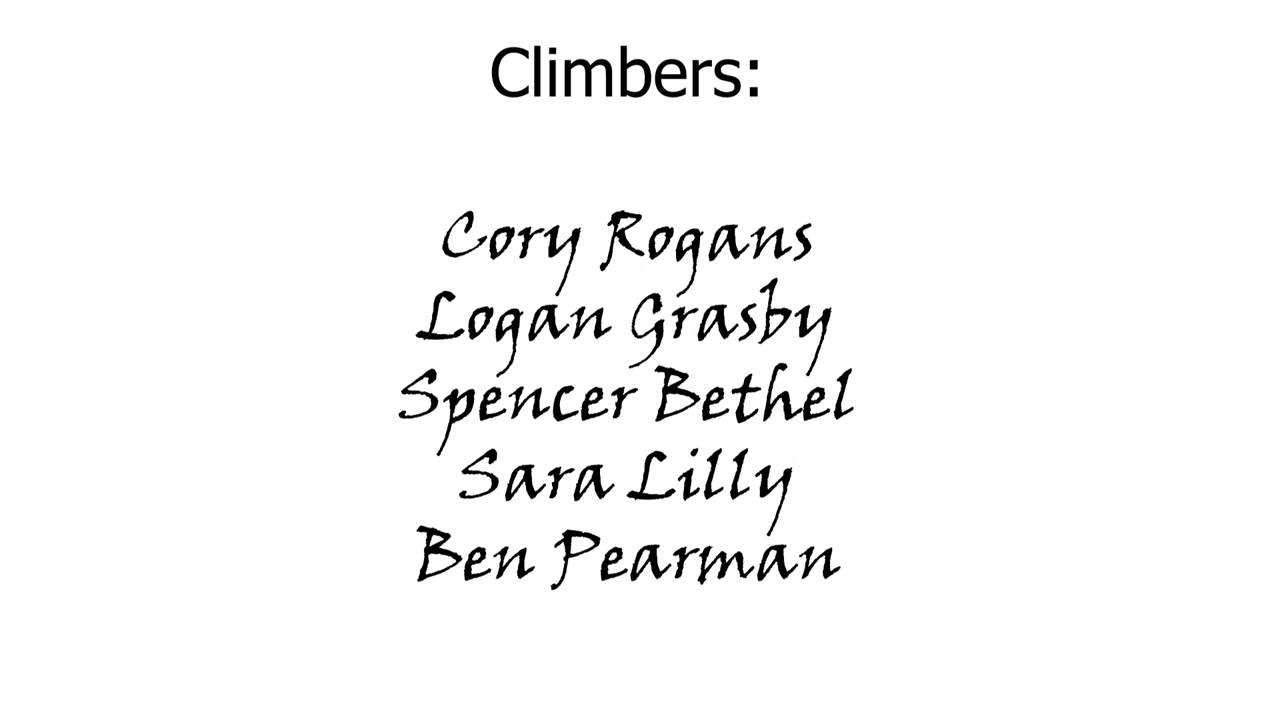 Climbers:
Cory Rogans
Logan Grasby
Spencer Bethel
Sara Lilly
Ben Pearman